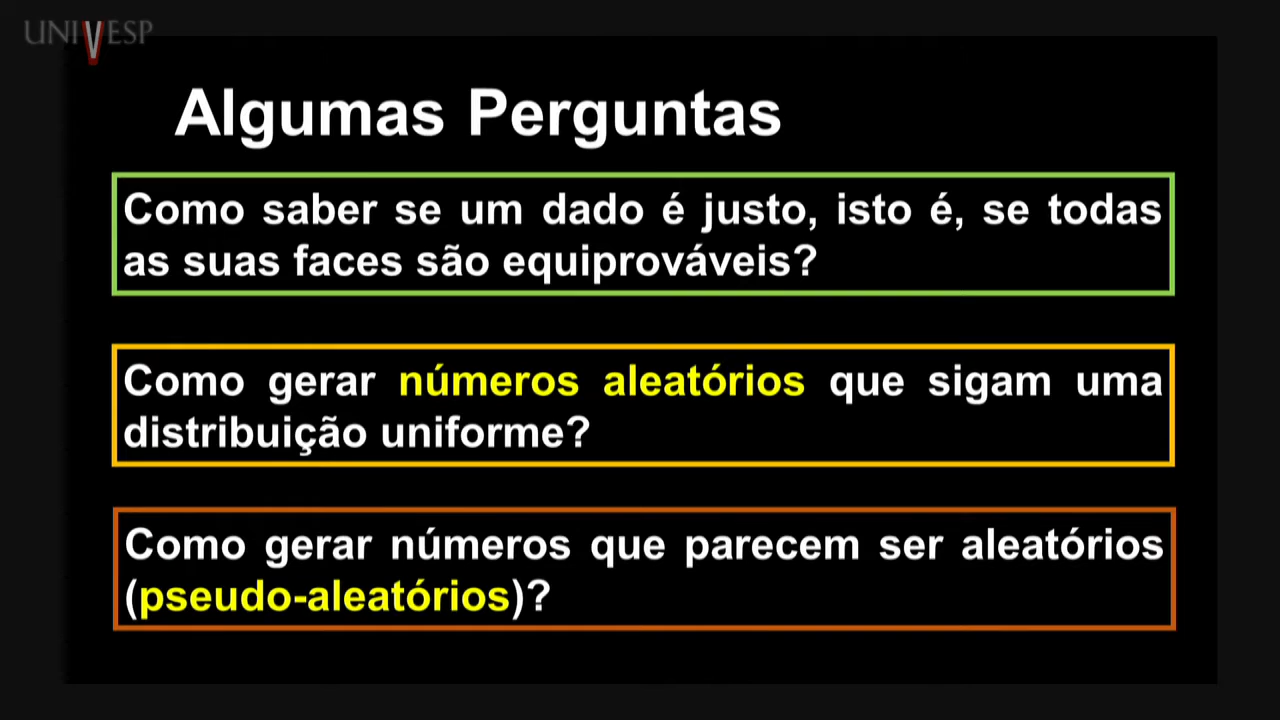 UNIVESP
Algumas Perguntas
Como saber se um dado é justo, isto é, se todas
as suas faces são equiprováveis?
Como gerar números aleatórios que sigam uma
distribuição uniforme?
Como gerar números que parecem ser aleatórios
(pseudo-aleatórios)?